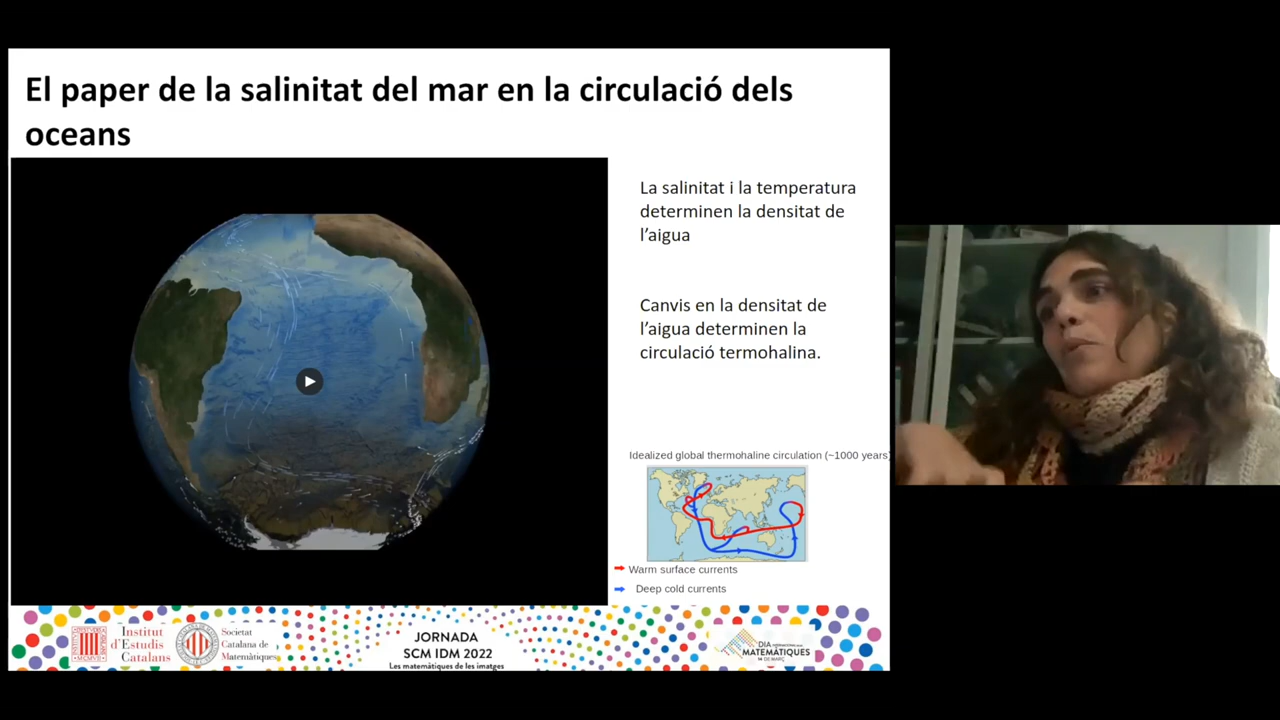 El paper de la salinitat del mar en la circulació dels
oceans
La salinitat i la temperatura
determinen la densitat de
l'aigua
Canvis en la densitat de
l'aigua determinen la
circulació termohalina.
Idealized global thermohaline circulation (~1000 years)
Warm surface currents
Deep cold currents
Institut
d'Estudis
Catalans
Societat
Catalana de
Matemàtiques
JORNADA
SCM IDM 2022
Les matemàtiques de les imatges
DIA
MATEMÀTIQUES
14 DE MARÇ